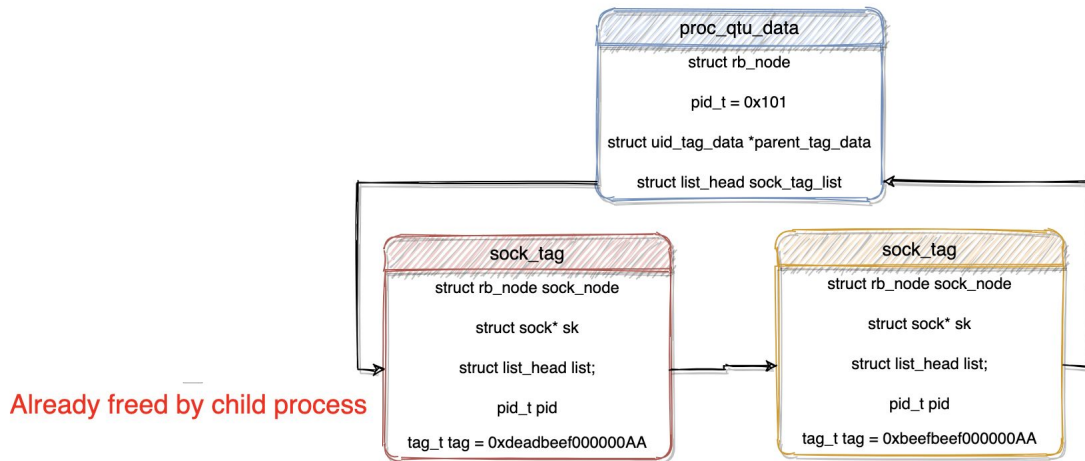 proc_qtu_data
struct rb_node
pid_t = 0x101
struct uid_tag_data *parent_tag_data
struct list_head sock_tag_list
sock_tag
struct rb_node sock_node
struct sock* sk
struct list_head list;
pid_t pid
tag_t tag = 0xdeadbeef000000AA
sock_tag
struct rb_node sock_node
struct sock* sk
struct list_head list;
pid_t pid
tag_t tag = 0xbeefbeef000000AA
Already freed by child process